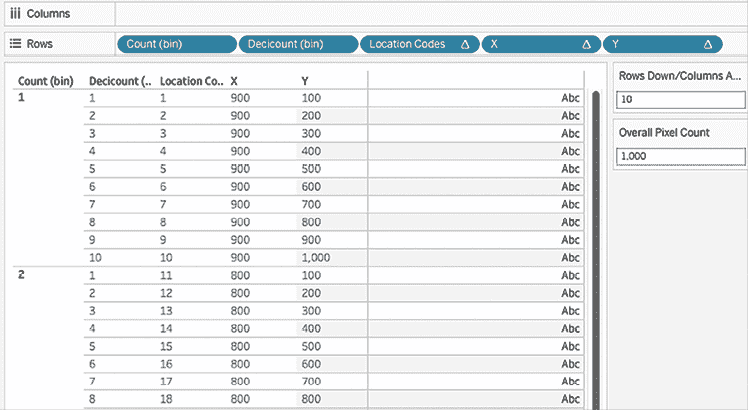 Columns
Rows Count (bin) Decicount (bin) Location Codes Δ X Δ Y Δ
Rows Down/Columns A...
10
Overall Pixel Count
1,000
Count (bin) Decicount (.. Location Co.. X Y
1 1 1 900 100 Abc
2 2 900 200 Abc
3 3 900 300 Abc
4 4 900 400 Abc
5 5 900 500 Abc
6 6 900 600 Abc
7 7 900 700 Abc
8 8 900 800 Abc
9 9 900 900 Abc
10 10 900 1,000 Abc
2 1 11 800 100 Abc
2 12 800 200 Abc
3 13 800 300 Abc
4 14 800 400 Abc
5 15 800 500 Abc
6 16 800 600 Abc
7 17 800 700 Abc
8 18 800 800 Abc